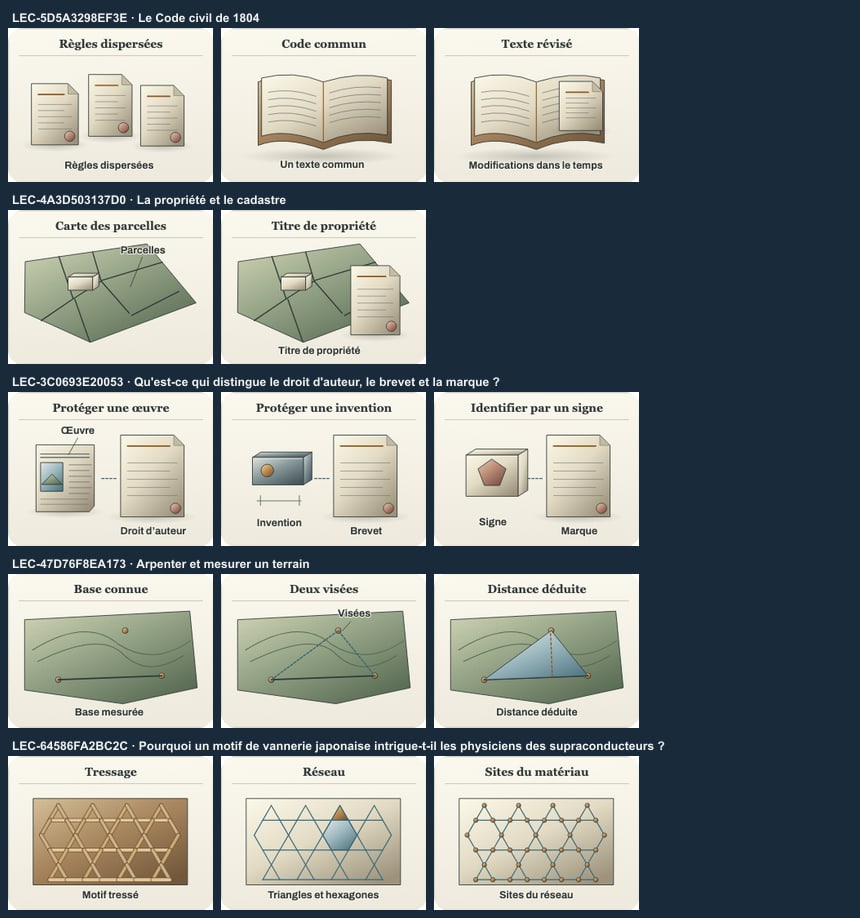 LEC-5D5A3298EF3E · Le Code civil de 1804
Règles dispersées
Code commun
Texte révisé
Règles dispersées
Un texte commun
Modifications dans le temps
LEC-4A3D503137D0 · La propriété et le cadastre
Carte des parcelles
Titre de propriété
Parcelles
Titre de propriété
LEC-3C0693E20053 · Qu'est-ce qui distingue le droit d'auteur, le brevet et la marque ?
Protéger une œuvre
Protéger une invention
Identifier par un signe
Œuvre
Droit d’auteur
Invention
Brevet
Signe
Marque
LEC-47D76F8EA173 · Arpenter et mesurer un terrain
Base connue
Deux visées
Distance déduite
Visées
Base mesurée
Distance déduite
LEC-64586FA2BC2C · Pourquoi un motif de vannerie japonaise intrigue-t-il les physiciens des supraconducteurs ?
Tressage
Réseau
Sites du matériau
Motif tressé
Triangles et hexagones
Sites du réseau